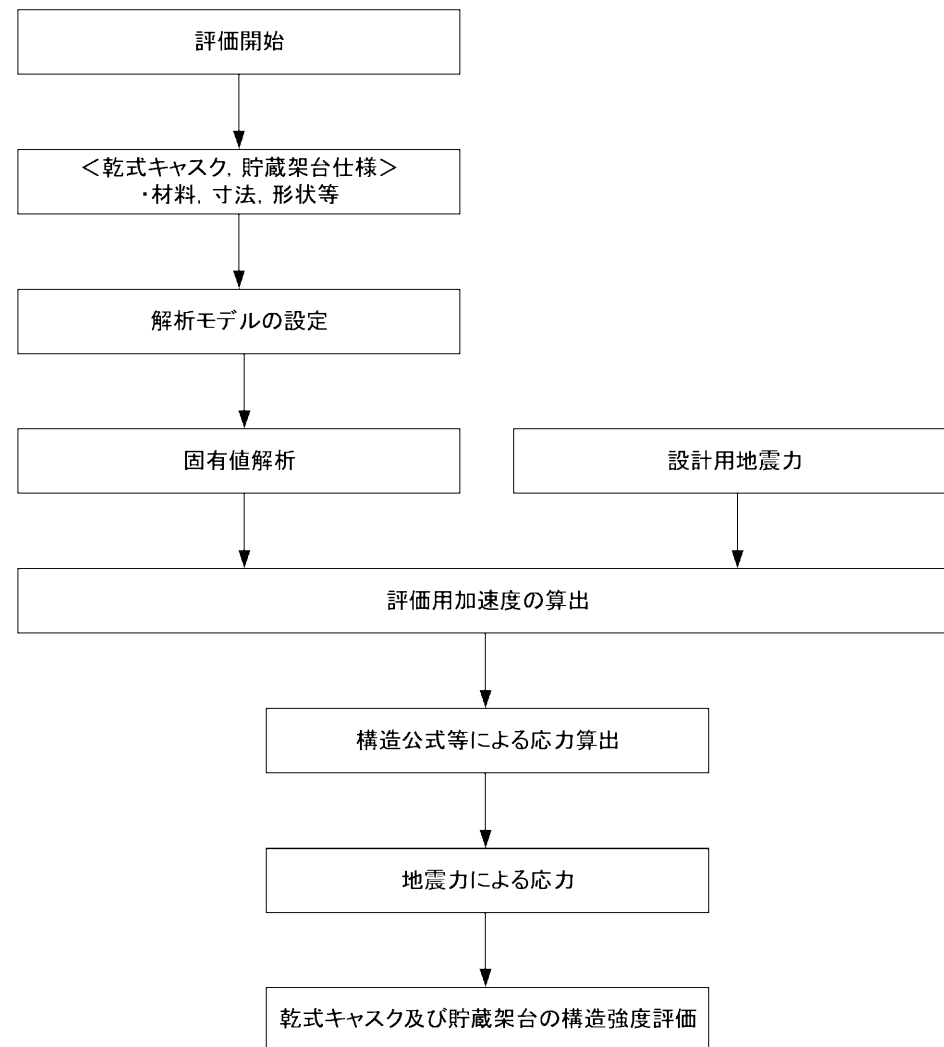 評価開始
＜乾式キャスク, 貯蔵架台仕様＞
・材料, 寸法, 形状等
解析モデルの設定
固有値解析
設計用地震力
評価用加速度の算出
構造公式等による応力算出
地震力による応力
乾式キャスク及び貯蔵架台の構造強度評価